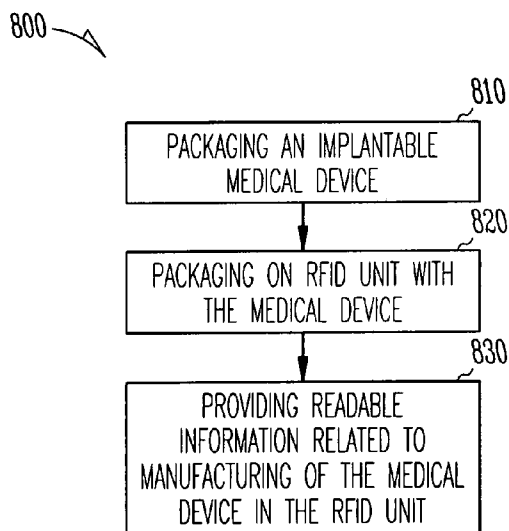 800
810
PACKAGING AN IMPLANTABLE
MEDICAL DEVICE
820
PACKAGING ON RFID UNIT WITH
THE MEDICAL DEVICE
830
PROVIDING READABLE
INFORMATION RELATED TO
MANUFACTURING OF THE MEDICAL
DEVICE IN THE RFID UNIT